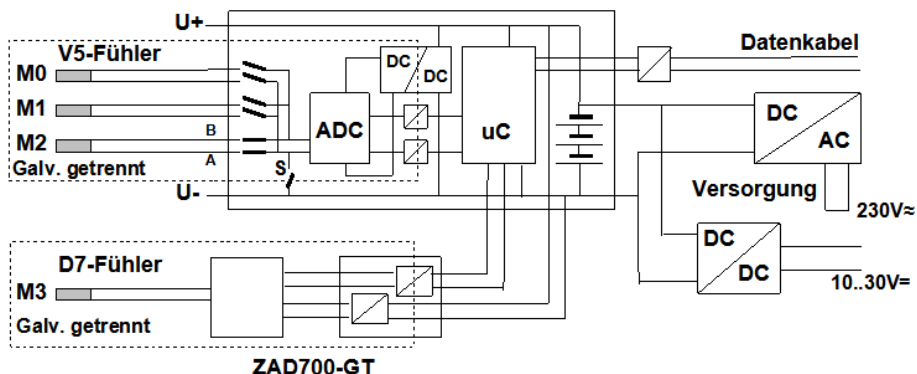 U+
V5-Fühler
M0
M1
M2
B
A
Galv. getrennt
U-
S
ADC
DC
DC
uC
Datenkabel
DC
AC
Versorgung
230V≈
DC
DC
10..30V=
D7-Fühler
M3
Galv. getrennt
ZAD700-GT